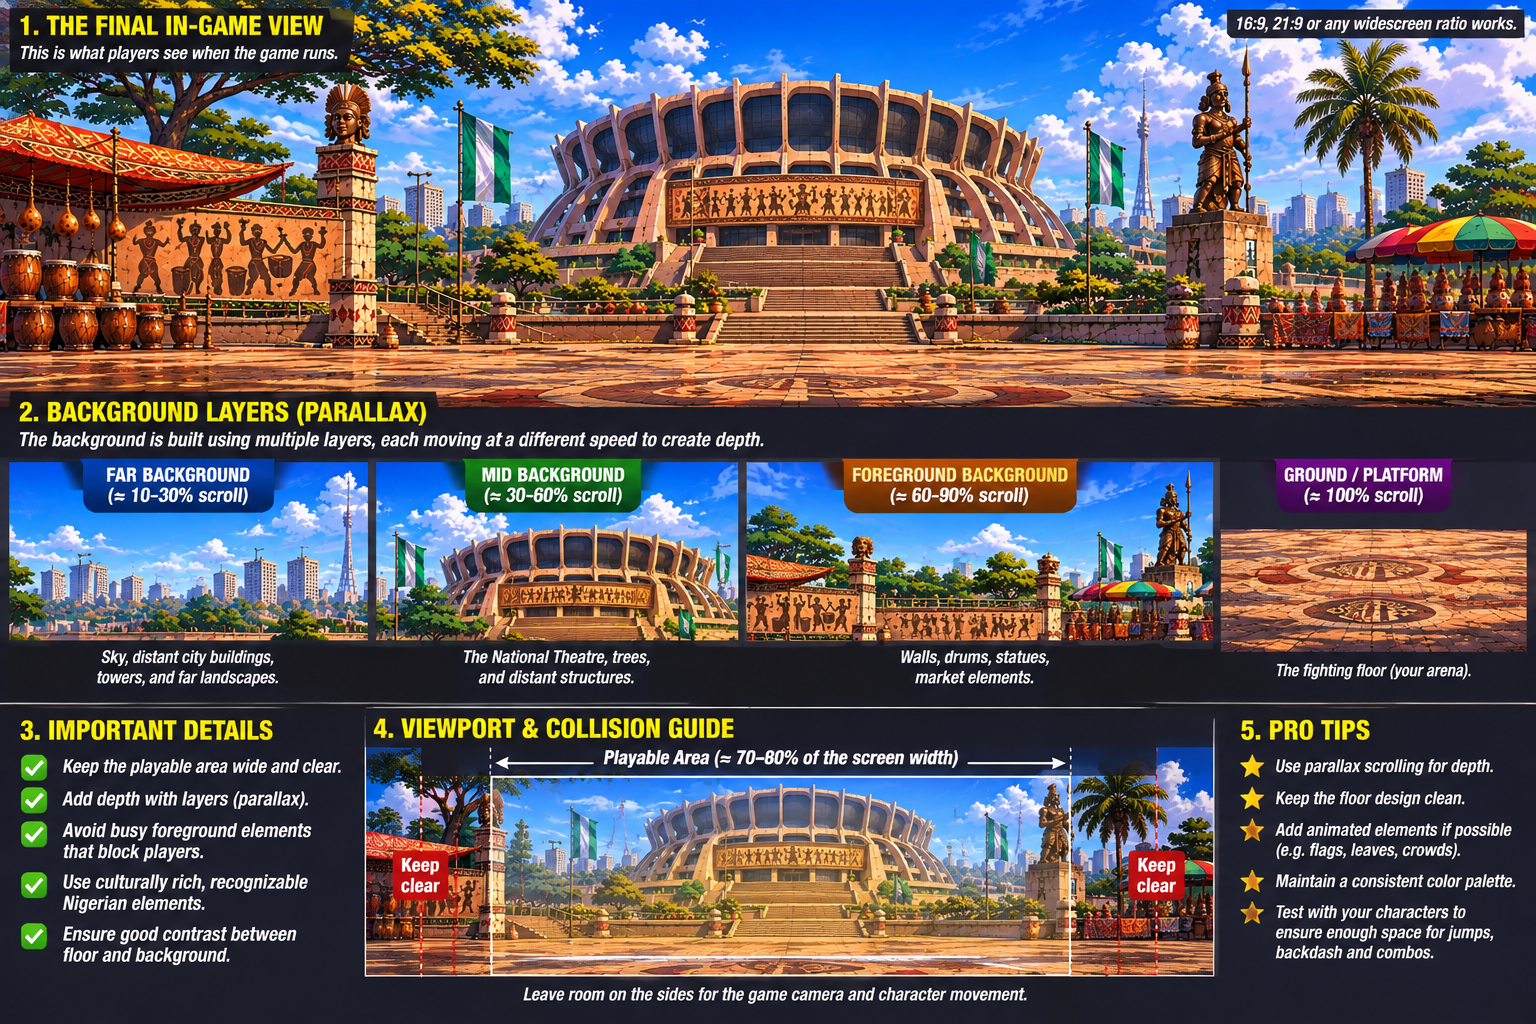 1. THE FINAL IN-GAME VIEW
This is what players see when the game runs.
16:9, 21:9 or any widescreen ratio works.
2. BACKGROUND LAYERS (PARALLAX)
The background is built using multiple layers, each moving at a different speed to create depth.
FAR BACKGROUND
(≈ 10-30% scroll)
Sky, distant city buildings,
towers, and far landscapes.
MID BACKGROUND
(≈ 30-60% scroll)
The National Theatre, trees,
and distant structures.
FOREGROUND BACKGROUND
(≈ 60-90% scroll)
Walls, drums, statues,
market elements.
GROUND / PLATFORM
(≈ 100% scroll)
The fighting floor (your arena).
3. IMPORTANT DETAILS
Keep the playable area wide and clear.
Add depth with layers (parallax).
Avoid busy foreground elements
that block players.
Use culturally rich, recognizable
Nigerian elements.
Ensure good contrast between
floor and background.
4. VIEWPORT & COLLISION GUIDE
Playable Area (≈ 70-80% of the screen width)
Keep
clear
Keep
clear
Leave room on the sides for the game camera and character movement.
5. PRO TIPS
Use parallax scrolling for depth.
Keep the floor design clean.
Add animated elements if possible
(e.g. flags, leaves, crowds).
Maintain a consistent color palette.
Test with your characters to
ensure enough space for jumps,
backdash and combos.